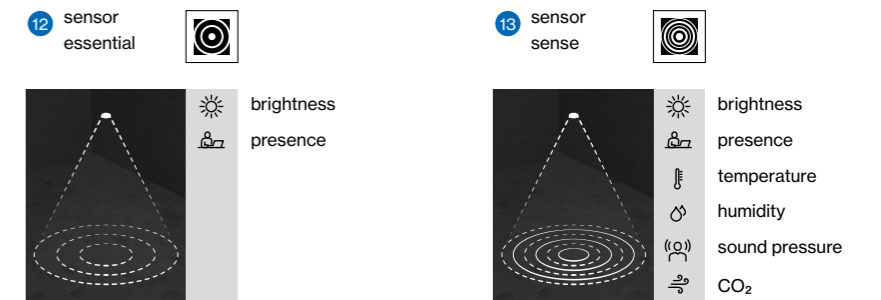 12
sensor
essential
brightness
presence
13
sensor
sense
brightness
presence
temperature
humidity
sound pressure
CO₂